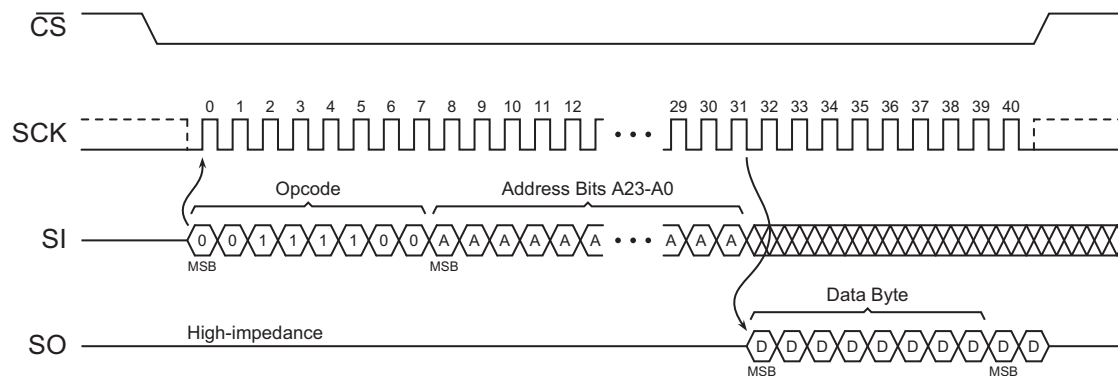 CS
SCK
0 1 2 3 4 5 6 7 8 9 10 11 12 29 30 31 32 33 34 35 36 37 38 39 40
Opcode Address Bits A23-A0
SI
0 0 1 1 1 1 0 0 A A A A A A • • • A A A
MSB MSB
Data Byte
SO
High-impedance
D D D D D D D D D D
MSB MSB